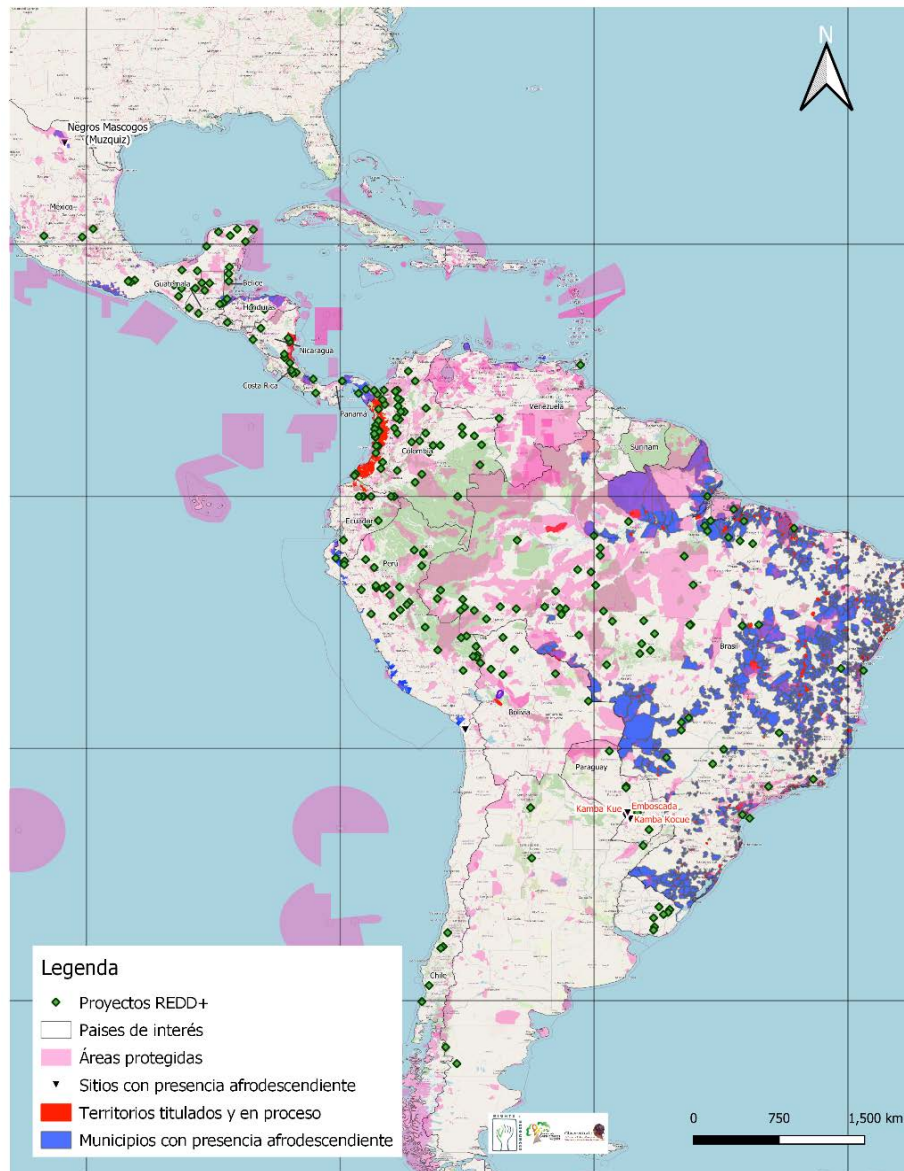 N
Negros Mascogos
(Muzquiz)
México
Guatemala
Belice
Honduras
Nicaragua
Costa Rica
Panamá
Venezuela
Surinam
Colombia
Ecuador
Perú
Brasil
Bolivia
Paraguay
Kamba Kue
Emboscada
Kamba Kocue
Chile
Legenda
Proyectos REDD+
Paises de interés
Áreas protegidas
Sitios con presencia afrodescendiente
Territorios titulados y en proceso
Municipios con presencia afrodescendiente
0 750 1,500 km